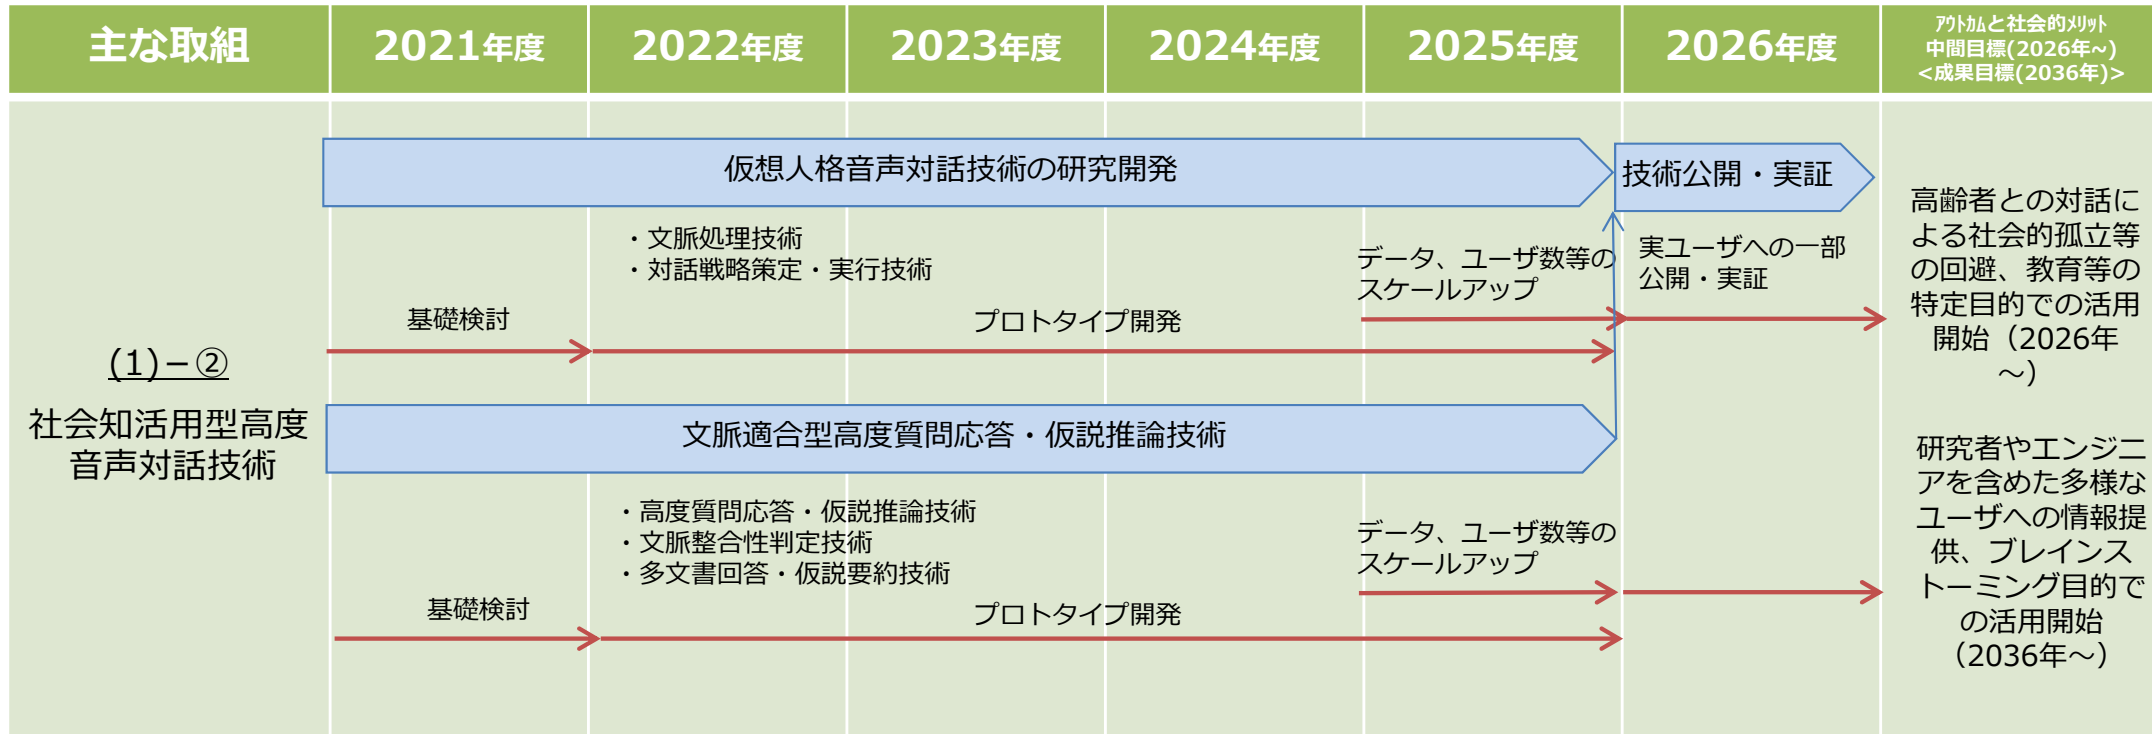 主な取組
2021年度
2022年度
2023年度
2024年度
2025年度
2026年度
ｱｳﾄｶﾑと社会的ﾒﾘｯﾄ
中間目標(2026年~)
<成果目標(2036年)>
(1)－②
社会知活用型高度
音声対話技術
仮想人格音声対話技術の研究開発
技術公開・実証
・文脈処理技術
・対話戦略策定・実行技術
データ、ユーザ数等の
スケールアップ
実ユーザへの一部
公開・実証
基礎検討
プロトタイプ開発
文脈適合型高度質問応答・仮説推論技術
・高度質問応答・仮説推論技術
・文脈整合性判定技術
・多文書回答・仮説要約技術
データ、ユーザ数等の
スケールアップ
基礎検討
プロトタイプ開発
高齢者との対話に
よる社会的孤立等
の回避、教育等の
特定目的での活用
開始（2026年
～）
研究者やエンジニ
アを含めた多様な
ユーザへの情報提
供、ブレインス
トーミング目的で
の活用開始
（2036年～）